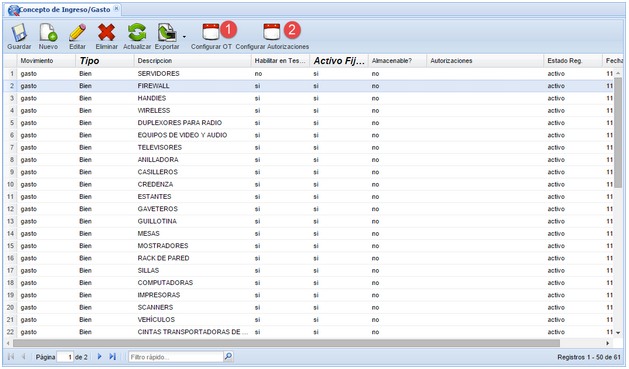 Concepto de Ingreso/Gasto
1 2
Guardar Nuevo Editar Eliminar Actualizar Exportar Configurar OT Configurar Autorizaciones
Movimiento Tipo Descripcion Habilitar en Tes... Activo Fij... Almacenable? Autorizaciones Estado Reg. Fecha
1 gasto Bien SERVIDORES no si no activo 11
2 gasto Bien FIREWALL si si no activo 11
3 gasto Bien HANDIES si si no activo 11
4 gasto Bien WIRELESS si si no activo 11
5 gasto Bien DUPLEXORES PARA RADIO si si no activo 11
6 gasto Bien EQUIPOS DE VIDEO Y AUDIO si si no activo 11
7 gasto Bien TELEVISORES si si no activo 11
8 gasto Bien ANILLADORA si si no activo 11
9 gasto Bien CASILLEROS si si no activo 11
10 gasto Bien CREDENZA si si no activo 11
11 gasto Bien ESTANTES si si no activo 11
12 gasto Bien GAVETEROS si si no activo 11
13 gasto Bien GUILLOTINA si si no activo 11
14 gasto Bien MESAS si si no activo 11
15 gasto Bien MOSTRADORES si si no activo 11
16 gasto Bien RACK DE PARED si si no activo 11
17 gasto Bien SILLAS si si no activo 11
18 gasto Bien COMPUTADORAS si si no activo 11
19 gasto Bien IMPRESORAS si si no activo 11
20 gasto Bien SCANNERS si si no activo 11
21 gasto Bien VEHÍCULOS si si no activo 11
22 gasto Bien CINTAS TRANSPORTADORAS DE ... si si no activo 11
Página 1 de 2 Filtro rápido... Registros 1 - 50 de 61